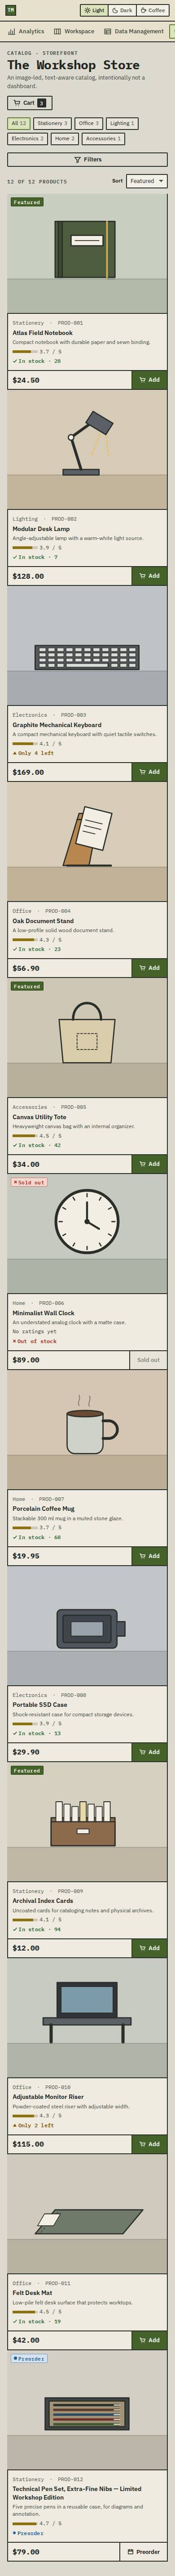 TM Light Dark Coffee
Analytics Workspace Data Management
CATALOG · STOREFRONT
The Workshop Store
An image-led, text-aware catalog, intentionally not a
dashboard.
Cart 3
All 12 Stationery 3 Office 3 Lighting 1
Electronics 2 Home 2 Accessories 1
Filters
12 OF 12 PRODUCTS Sort Featured
Featured
Stationery · PROD-001
Atlas Field Notebook
Compact notebook with durable paper and sewn binding.
3.7 / 5
In stock · 28
$24.50 Add
Lighting · PROD-002
Modular Desk Lamp
Angle-adjustable lamp with a warm-white light source.
3.9 / 5
In stock · 7
$128.00 Add
Electronics · PROD-003
Graphite Mechanical Keyboard
A compact mechanical keyboard with quiet tactile switches.
4.1 / 5
Only 4 left
$169.00 Add
Office · PROD-004
Oak Document Stand
A low-profile solid wood document stand.
4.3 / 5
In stock · 23
$56.90 Add
Featured
Accessories · PROD-005
Canvas Utility Tote
Heavyweight canvas bag with an internal organizer.
4.5 / 5
In stock · 42
$34.00 Add
Sold out
Home · PROD-006
Minimalist Wall Clock
An understated analog clock with a matte case.
No ratings yet
Out of stock
$89.00 Sold out
Home · PROD-007
Porcelain Coffee Mug
Stackable 300 ml mug in a muted stone glaze.
3.7 / 5
In stock · 68
$19.95 Add
Electronics · PROD-008
Portable SSD Case
Shock-resistant case for compact storage devices.
3.9 / 5
In stock · 13
$29.90 Add
Featured
Stationery · PROD-009
Archival Index Cards
Uncoated cards for cataloging notes and physical archives.
4.1 / 5
In stock · 94
$12.00 Add
Office · PROD-010
Adjustable Monitor Riser
Powder-coated steel riser with adjustable width.
4.3 / 5
Only 2 left
$115.00 Add
Office · PROD-011
Felt Desk Mat
Low-pile felt desk surface that protects worktops.
4.5 / 5
In stock · 19
$42.00 Add
Preorder
Stationery · PROD-012
Technical Pen Set, Extra-Fine Nibs — Limited
Workshop Edition
Five precise pens in a reusable case, for diagrams and
annotation.
4.7 / 5
Preorder
$79.00 Preorder